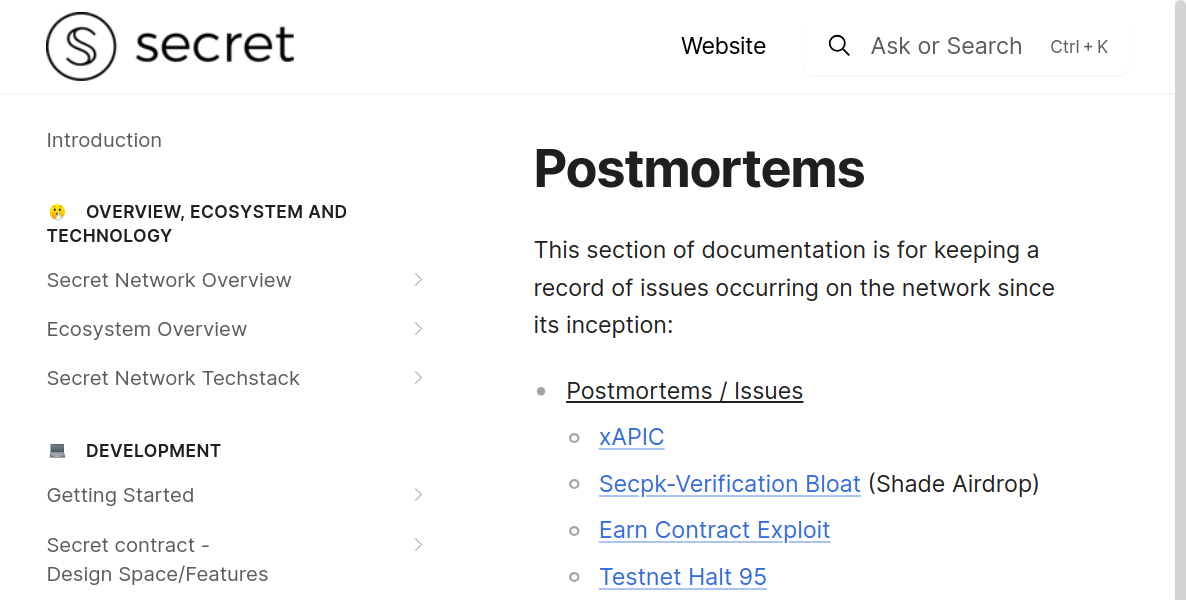 secret
Website
Ask or Search
Ctrl + K
Introduction
OVERVIEW, ECOSYSTEM AND
TECHNOLOGY
Secret Network Overview
Ecosystem Overview
Secret Network Techstack
DEVELOPMENT
Getting Started
Secret contract -
Design Space/Features
Postmortems
This section of documentation is for keeping a
record of issues occurring on the network since
its inception:
Postmortems / Issues
xAPIC
Secpk-Verification Bloat (Shade Airdrop)
Earn Contract Exploit
Testnet Halt 95